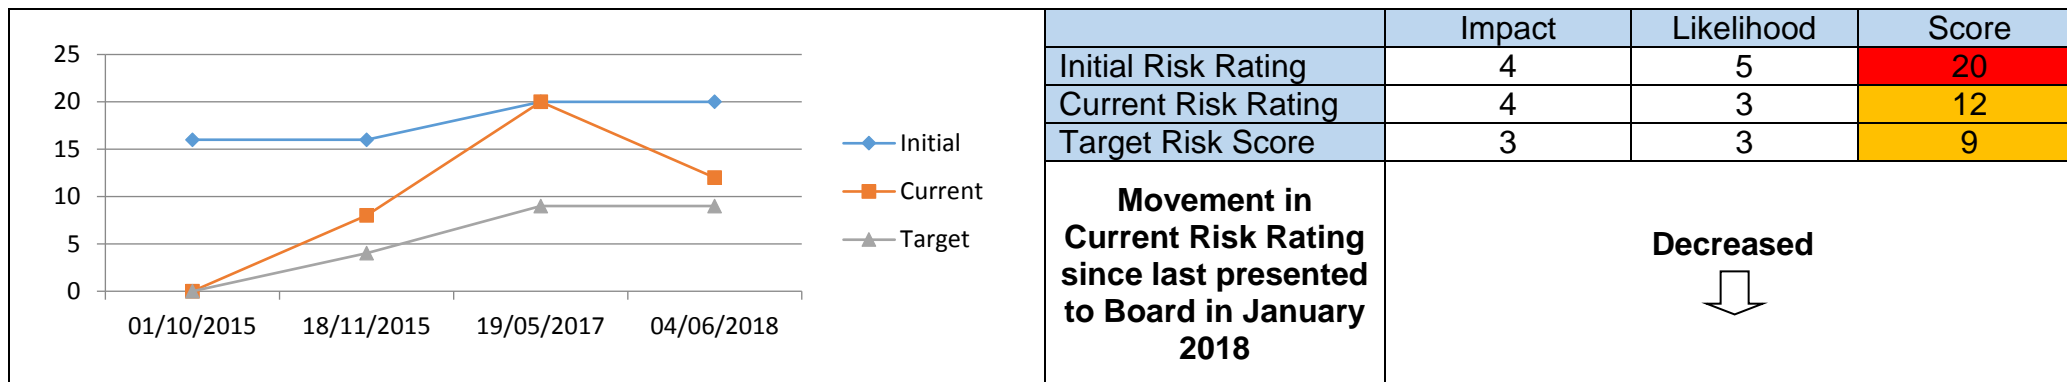 25
20
15
10
5
0
01/10/2015 18/11/2015 19/05/2017 04/06/2018
Initial
Current
Target
Impact Likelihood Score
Initial Risk Rating 4 5 20
Current Risk Rating 4 3 12
Target Risk Score 3 3 9
Movement in
Current Risk Rating
since last presented
to Board in January
2018
Decreased